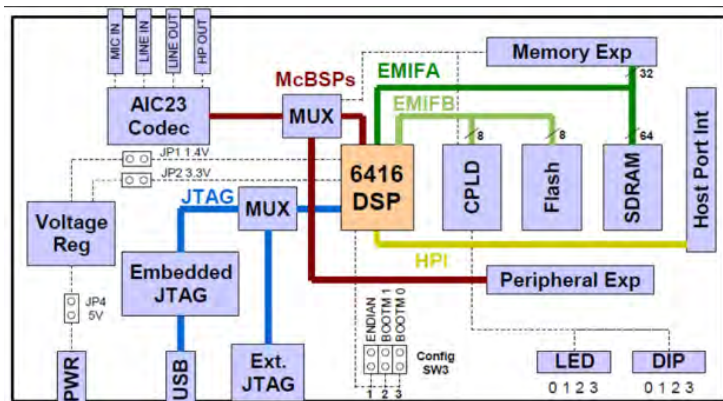 MIC IN
LINE IN
LINE OUT
HP OUT
AIC23
Codec
McBSPs
MUX
EMIFA
EMIFB
Memory Exp
32
8
8
64
6416
DSP
CPLD
Flash
SDRAM
Host Port Int
JP1 1.4V
JP2 3.3V
Voltage
Reg
JTAG
MUX
Embedded
JTAG
HPI
Peripheral Exp
JP4
5V
ENDIAN
BOOTM 1
BOOTM 0
Config
SW3
1 2 3
PWR
USB
Ext.
JTAG
LED
DIP
0 1 2 3
0 1 2 3